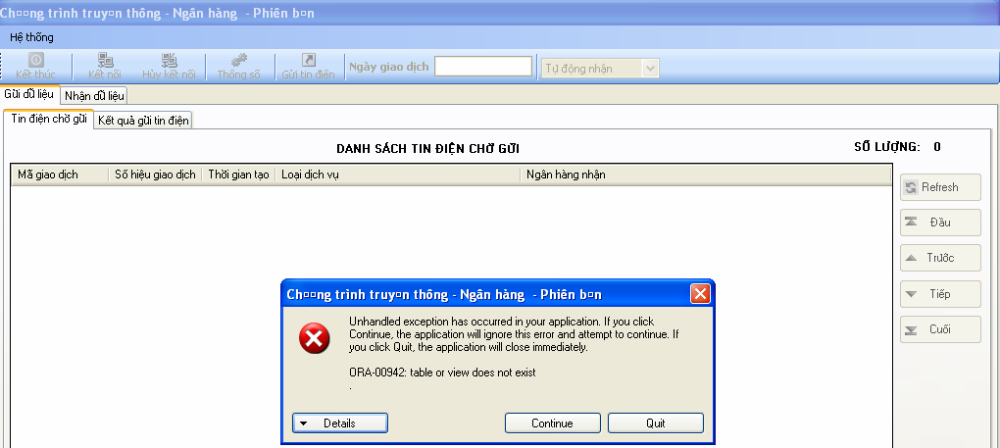 Ch¤¤ng trình truy¤n thông - Ngân hàng - Phiên b¤n
Hệ thống
Kết thúc
Kết nối
Hủy kết nối
Thông số
Gửi tin điện
Ngày giao dịch
Tự động nhận
Gửi dữ liệu
Nhận dữ liệu
Tin điện chờ gửi
Kết quả gửi tin điện
DANH SÁCH TIN ĐIỆN CHỜ GỬI
SỐ LƯỢNG: 0
Mã giao dịch
Số hiệu giao dịch
Thời gian tạo
Loại dịch vụ
Ngân hàng nhận
Refresh
Đầu
Trước
Tiếp
Cuối
Ch¤¤ng trình truy¤n thông - Ngân hàng - Phiên b¤n
Unhandled exception has occurred in your application. If you click
Continue, the application will ignore this error and attempt to continue. If
you click Quit, the application will close immediately.
ORA-00942: table or view does not exist
.
Details
Continue
Quit